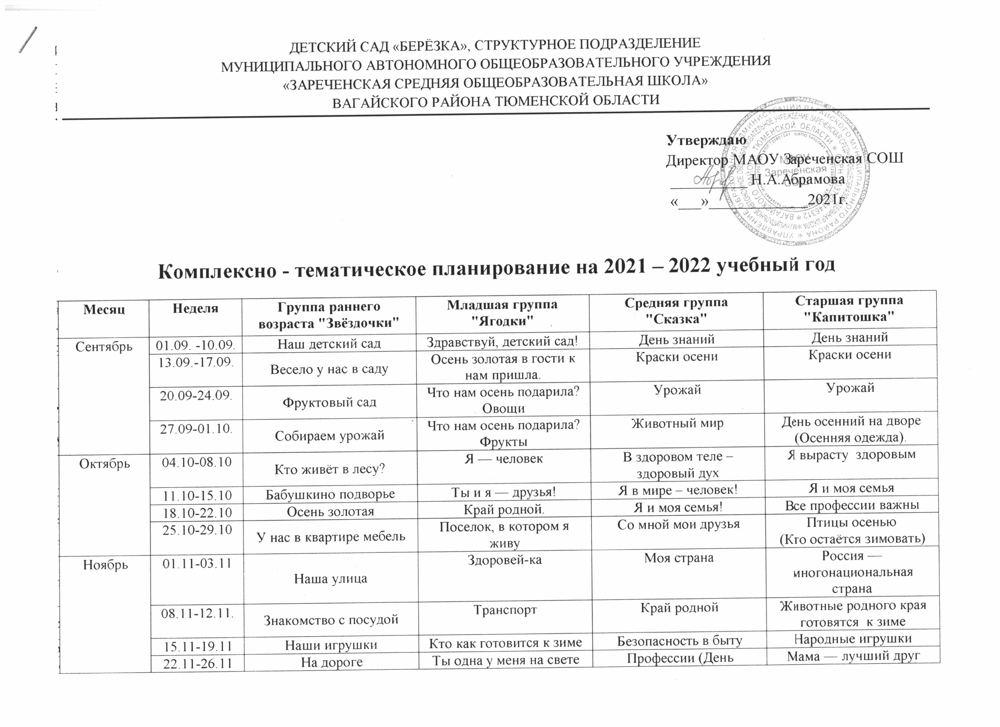 ДЕТСКИЙ САД «БЕРЁЗКА», СТРУКТУРНОЕ ПОДРАЗДЕЛЕНИЕ
МУНИЦИПАЛЬНОГО АВТОНОМНОГО ОБЩЕОБРАЗОВАТЕЛЬНОГО УЧРЕЖДЕНИЯ
«ЗАРЕЧЕНСКАЯ СРЕДНЯЯ ОБЩЕОБРАЗОВАТЕЛЬНАЯ ШКОЛА»
ВАГАЙСКОГО РАЙОНА ТЮМЕНСКОЙ ОБЛАСТИ
Утверждаю
Директор МАОУ Зареченская СОШ
__________ Н.А.Абрамова
«___»_____________2021г.
МАОУ
Зареченская
СОШ
Комплексно - тематическое планирование на 2021 – 2022 учебный год
Месяц Неделя Группа раннего возраста "Звёздочки" Младшая группа "Ягодки" Средняя группа "Сказка" Старшая группа "Капитошка"
Сентябрь 01.09. -10.09. Наш детский сад Здравствуй, детский сад! День знаний День знаний
13.09.-17.09. Весело у нас в саду Осень золотая в гости к нам пришла. Краски осени Краски осени
20.09-24.09. Фруктовый сад Что нам осень подарила? Овощи Урожай Урожай
27.09-01.10. Собираем урожай Что нам осень подарила? Фрукты Животный мир День осенний на дворе (Осенняя одежда).
Октябрь 04.10-08.10 Кто живёт в лесу? Я — человек В здоровом теле – здоровый дух Я вырасту здоровым
11.10-15.10 Бабушкино подворье Ты и я — друзья! Я в мире – человек! Я и моя семья
18.10-22.10 Осень золотая Край родной. Я и моя семья! Все профессии важны
25.10-29.10 У нас в квартире мебель Поселок, в котором я живу Со мной мои друзья Птицы осенью (Кто остаётся зимовать)
Ноябрь 01.11-03.11 Наша улица Здоровей-ка Моя страна Россия — многонациональная страна
08.11-12.11. Знакомство с посудой Транспорт Край родной Животные родного края готовятся к зиме
15.11-19.11 Наши игрушки Кто как готовится к зиме Безопасность в быту Народные игрушки
22.11-26.11 На дороге Ты одна у меня на свете Профессии (День Мама — лучший друг